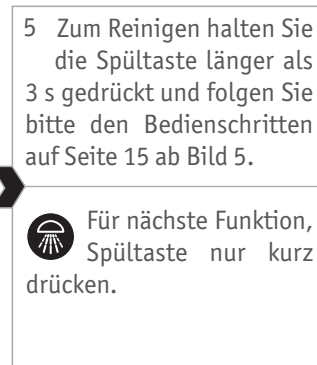 5 Zum Reinigen halten Sie
die Spültaste länger als
3 s gedrückt und folgen Sie
bitte den Bedienschritten
auf Seite 15 ab Bild 5.
Für nächste Funktion,
Spültaste nur kurz
drücken.